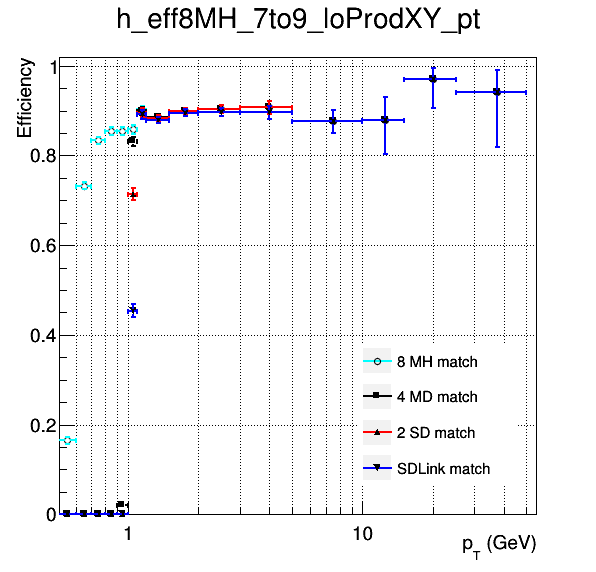 h_eff8MH_7to9_loProdXY_pt
Efficiency
1
0.8
0.6
0.4
0.2
0
8 MH match
4 MD match
2 SD match
SDLink match
1
10
p_T (GeV)